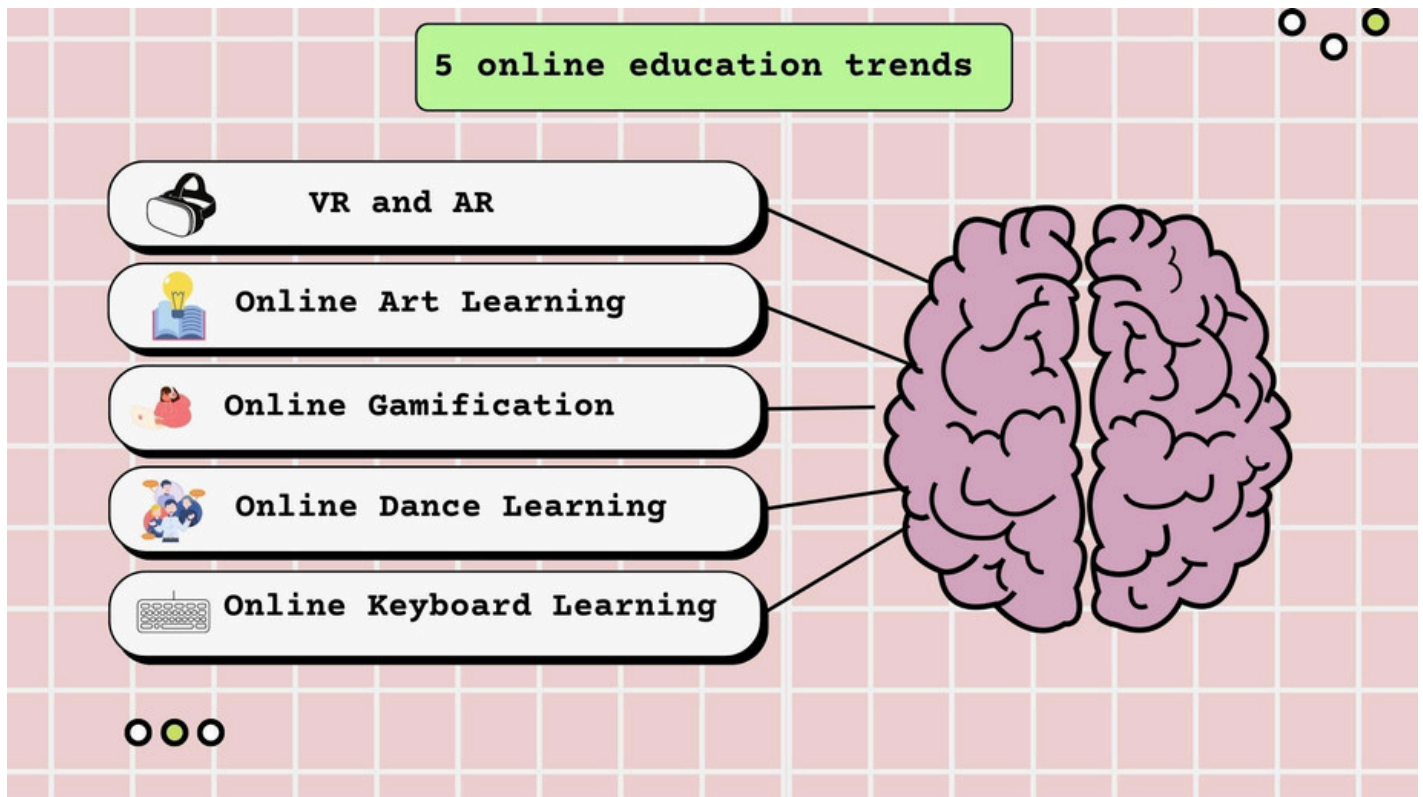 5 online education trends
VR and AR
Online Art Learning
Online Gamification
Online Dance Learning
Online Keyboard Learning